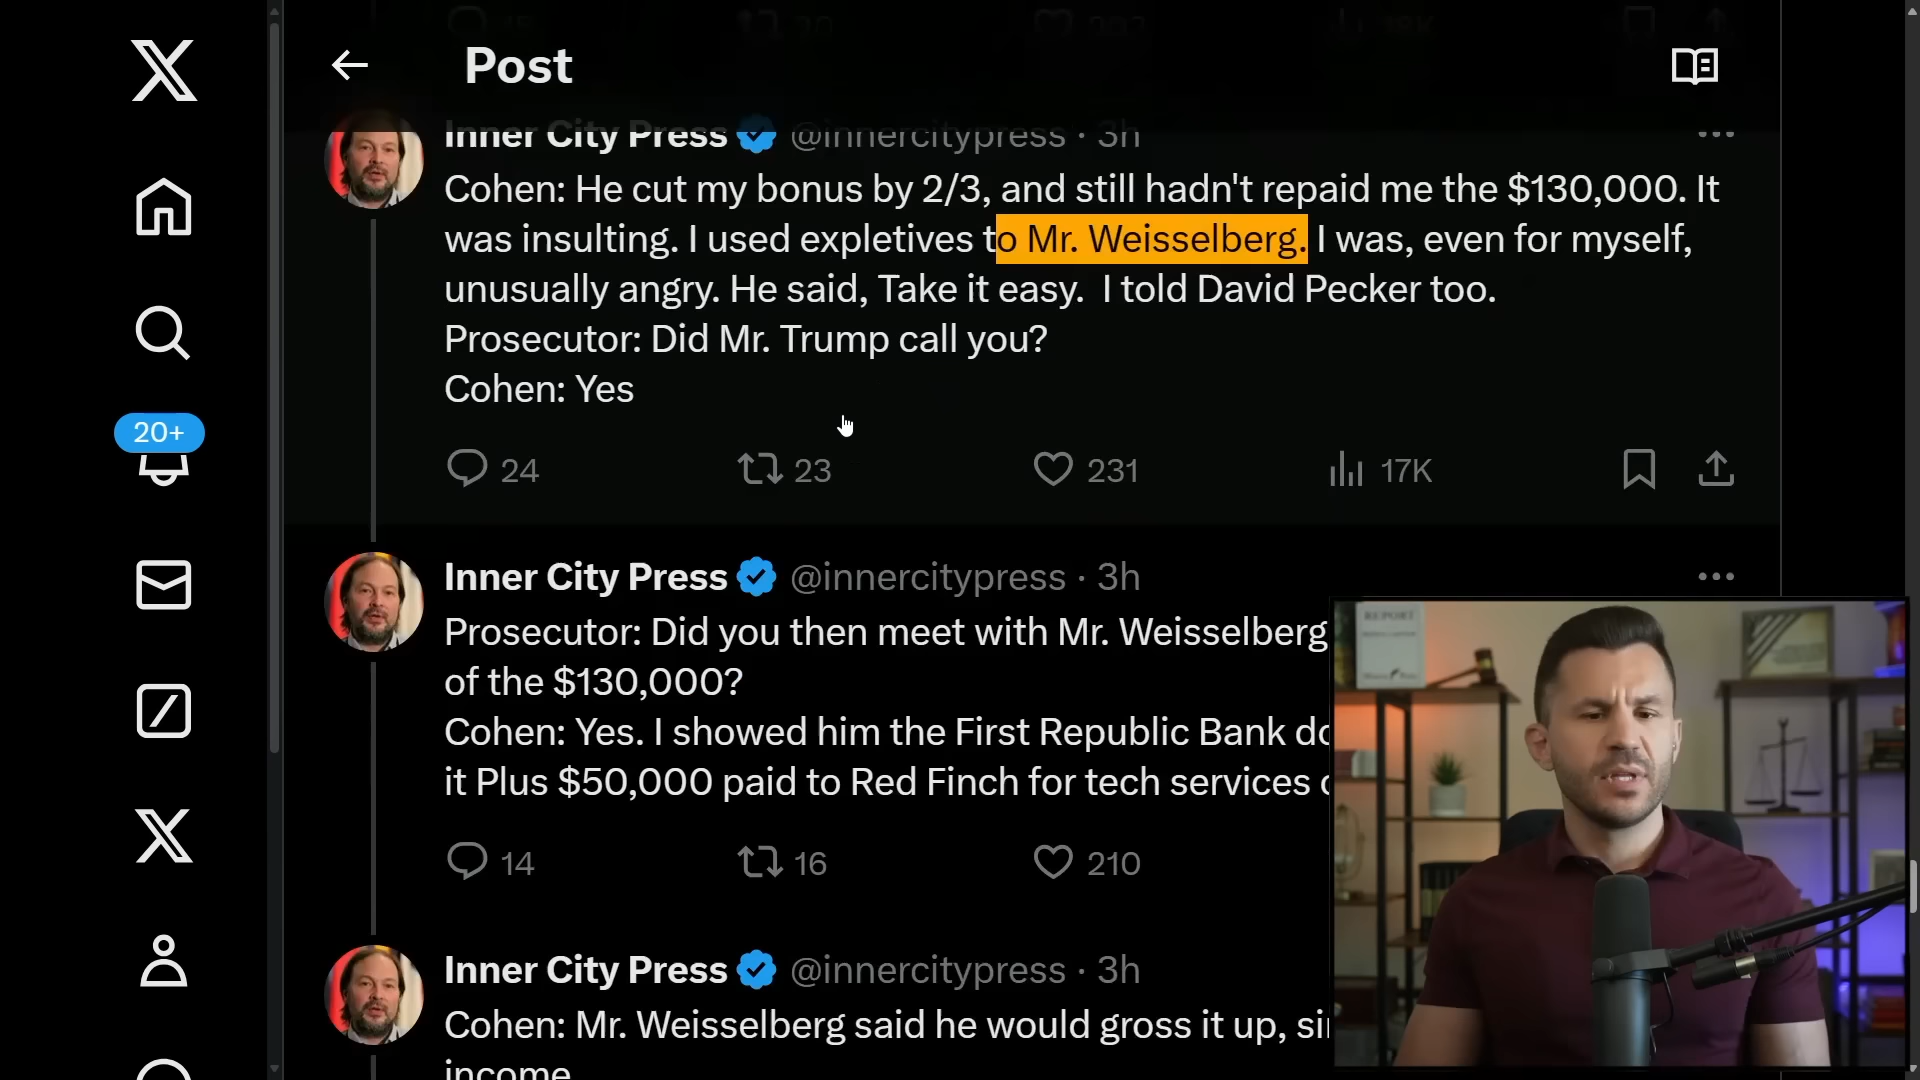 Post
Inner City Press @innercitypress · 3h
Cohen: He cut my bonus by 2/3, and still hadn't repaid me the $130,000. It
was insulting. I used expletives to Mr. Weisselberg. I was, even for myself,
unusually angry. He said, Take it easy.  I told David Pecker too.
Prosecutor: Did Mr. Trump call you?
Cohen: Yes
24 23 231 17K
20+
Inner City Press @innercitypress · 3h
Prosecutor: Did you then meet with Mr. Weisselberg
of the $130,000?
Cohen: Yes. I showed him the First Republic Bank
it Plus $50,000 paid to Red Finch for tech services
14 16 210
Inner City Press @innercitypress · 3h
Cohen: Mr. Weisselberg said he would gross it up,
income
REPORT